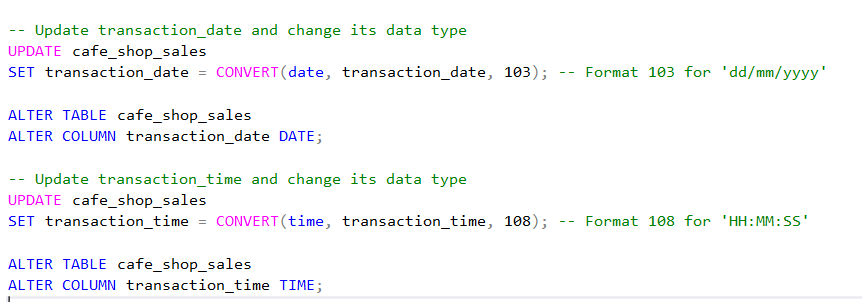 -- Update transaction_date and change its data type
UPDATE cafe_shop_sales
SET transaction_date = CONVERT(date, transaction_date, 103); -- Format 103 for 'dd/mm/yyyy'
ALTER TABLE cafe_shop_sales
ALTER COLUMN transaction_date DATE;
-- Update transaction_time and change its data type
UPDATE cafe_shop_sales
SET transaction_time = CONVERT(time, transaction_time, 108); -- Format 108 for 'HH:MM:SS'
ALTER TABLE cafe_shop_sales
ALTER COLUMN transaction_time TIME;